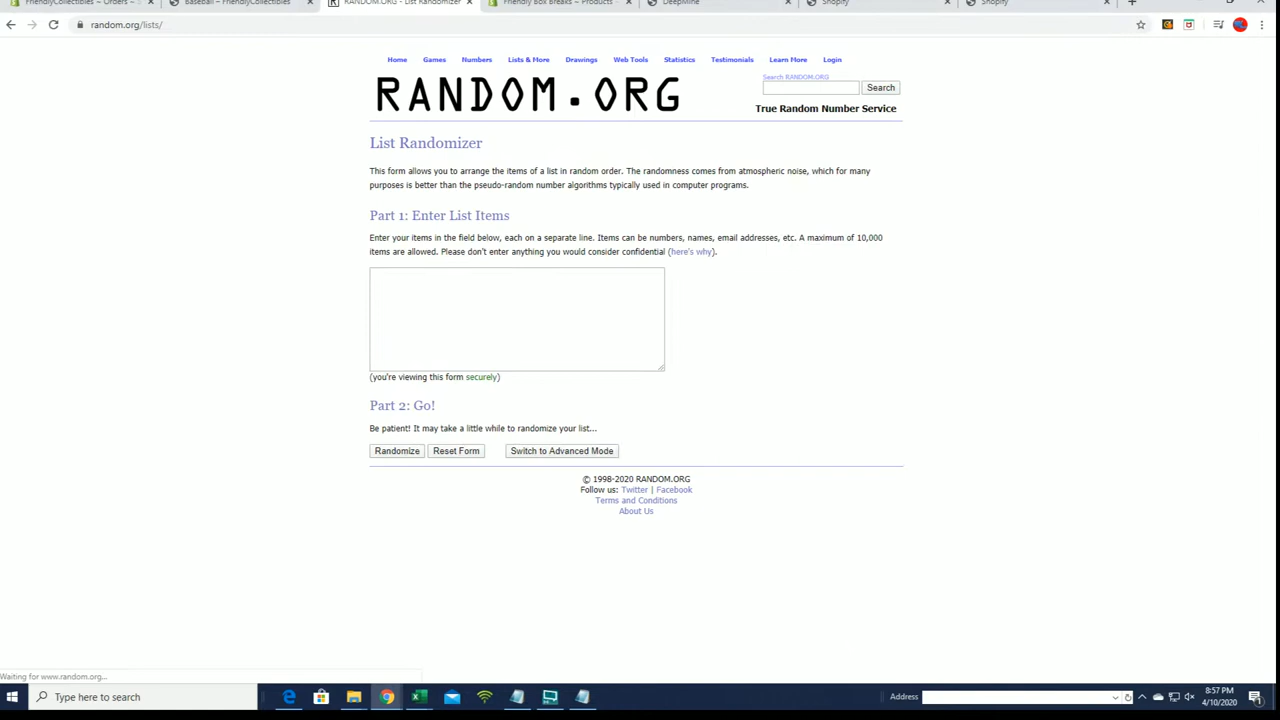 FriendlyCollectibles ~ Orders ~
Baseball – FriendlyCollectibles
RANDOM.ORG - List Randomizer
Friendly Box Breaks ~ Products ~
DeepMine
Shopify
Shopify
random.org/lists/
Home Games Numbers Lists & More Drawings Web Tools Statistics Testimonials Learn More Login
RANDOM.ORG
Search RANDOM.ORG
Search
True Random Number Service
List Randomizer
This form allows you to arrange the items of a list in random order. The randomness comes from atmospheric noise, which for many
purposes is better than the pseudo-random number algorithms typically used in computer programs.
Part 1: Enter List Items
Enter your items in the field below, each on a separate line. Items can be numbers, names, email addresses, etc. A maximum of 10,000
items are allowed. Please don't enter anything you would consider confidential (here's why).
(you're viewing this form securely)
Part 2: Go!
Be patient! It may take a little while to randomize your list...
Randomize Reset Form Switch to Advanced Mode
© 1998-2020 RANDOM.ORG
Follow us: Twitter | Facebook
Terms and Conditions
About Us
Waiting for www.random.org...
Type here to search
Address
8:57 PM
4/10/2020